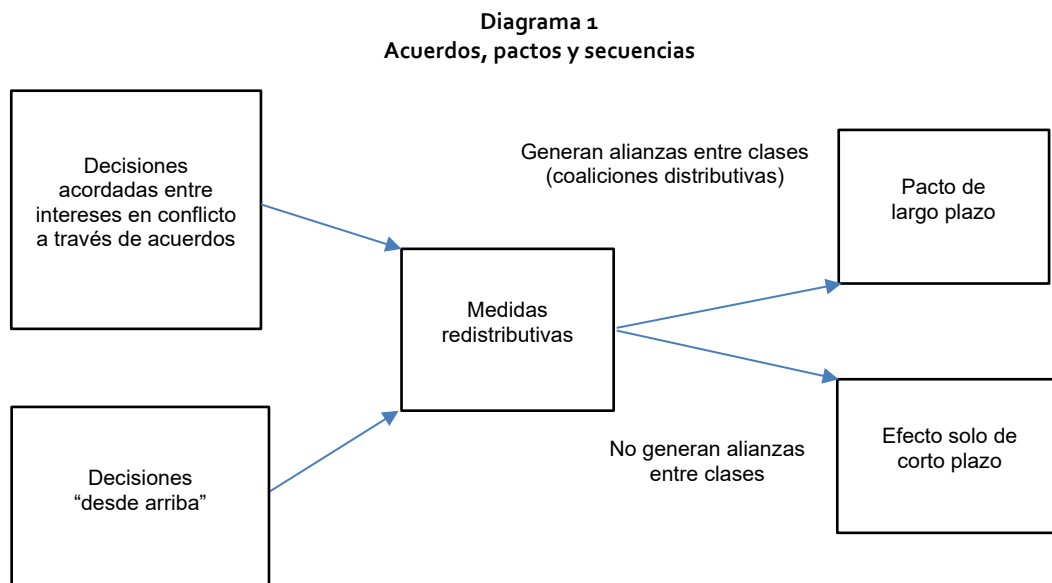 Diagrama 1
Acuerdos, pactos y secuencias
Decisiones
acordadas entre
intereses en conflicto
a través de acuerdos
Generan alianzas entre clases
(coaliciones distributivas)
Pacto de
largo plazo
Medidas
redistributivas
Decisiones
“desde arriba”
No generan alianzas
entre clases
Efecto solo de
corto plazo